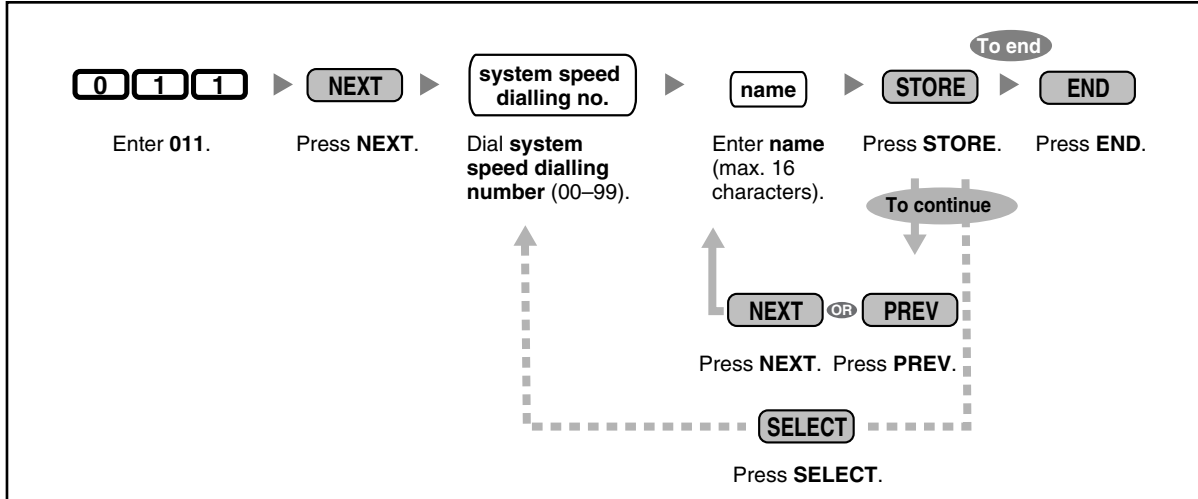 To end
0 1 1
NEXT
system speed
dialling no.
name
STORE
END
Enter 011.
Press NEXT.
Dial system
speed dialling
number (00–99).
Enter name
(max. 16
characters).
Press STORE.
Press END.
To continue
NEXT
OR
PREV
Press NEXT.
Press PREV.
SELECT
Press SELECT.